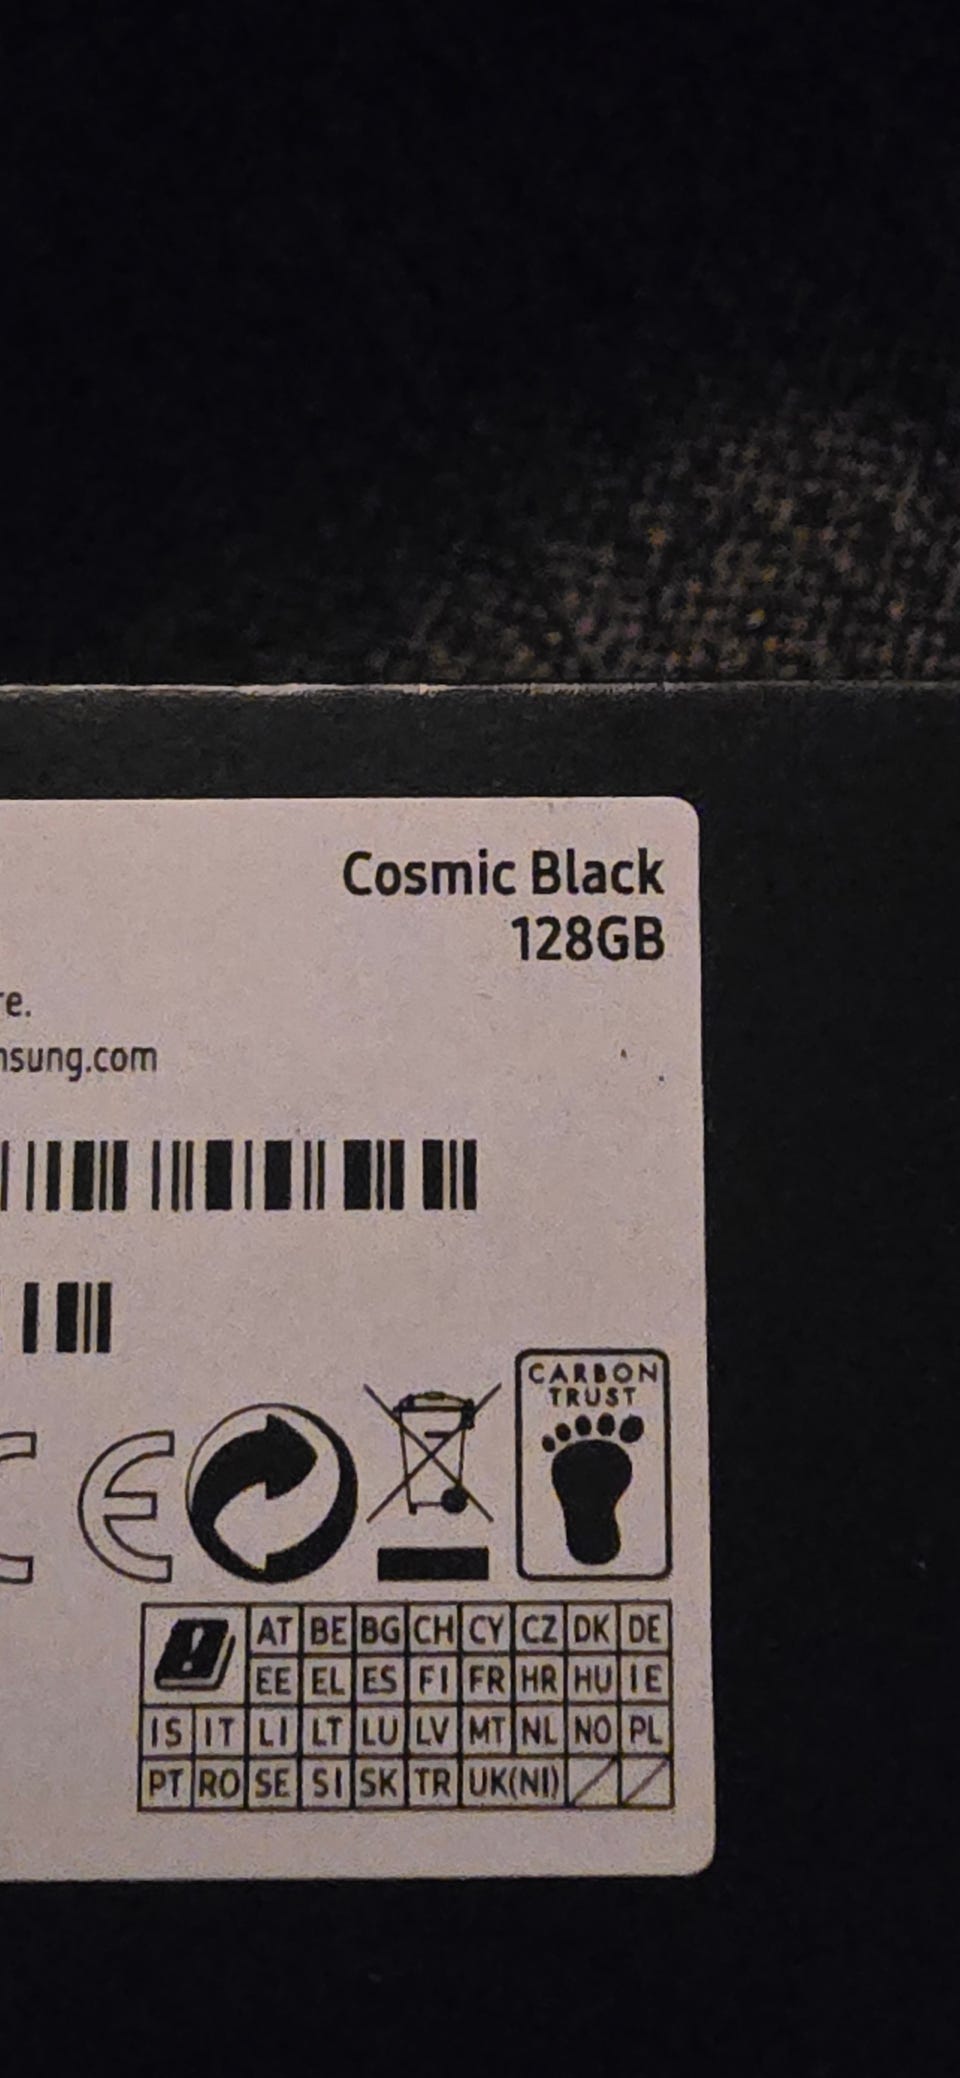 Cosmic Black
128GB
re.
nsung.com
CE
CARBON
TRUST
AT BE BG CH CY CZ DK DE
EE EL ES FI FR HR HU IE
IS IT LI LT LU LV MT NL NO PL
PT RO SE SI SK TR UK(NI)